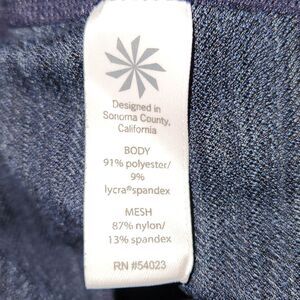 Designed in
Sonoma County,
California
BODY
91% polyester/
9%
lycra®spandex
MESH
87% nylon/
13% spandex
RN #54023